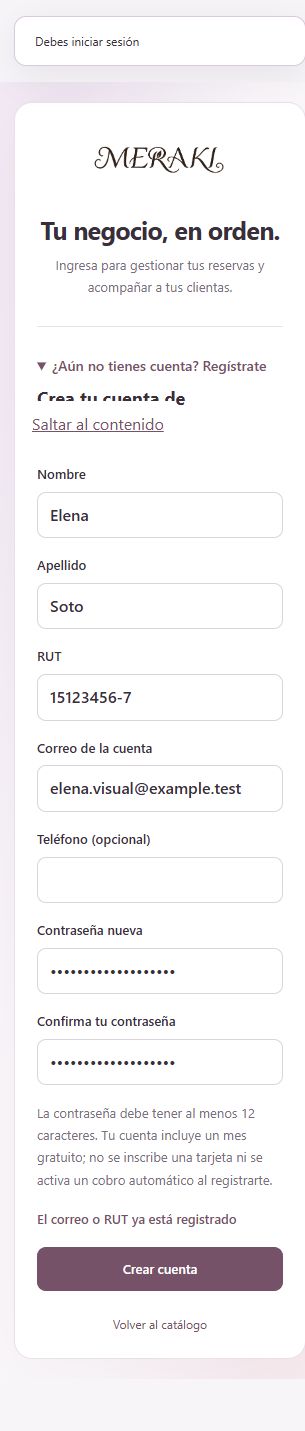 Debes iniciar sesión
MERAKI
Tu negocio, en orden.
Ingresa para gestionar tus reservas y
acompañar a tus clientas.
▼ ¿Aún no tienes cuenta? Regístrate
Crea tu cuenta de
Saltar al contenido
Nombre
Elena
Apellido
Soto
RUT
15123456-7
Correo de la cuenta
elena.visual@example.test
Teléfono (opcional)
Contraseña nueva
•••••••••••••••••••
Confirma tu contraseña
•••••••••••••••••••
La contraseña debe tener al menos 12
caracteres. Tu cuenta incluye un mes
gratuito; no se inscribe una tarjeta ni se
activa un cobro automático al registrarte.
El correo o RUT ya está registrado
Crear cuenta
Volver al catálogo